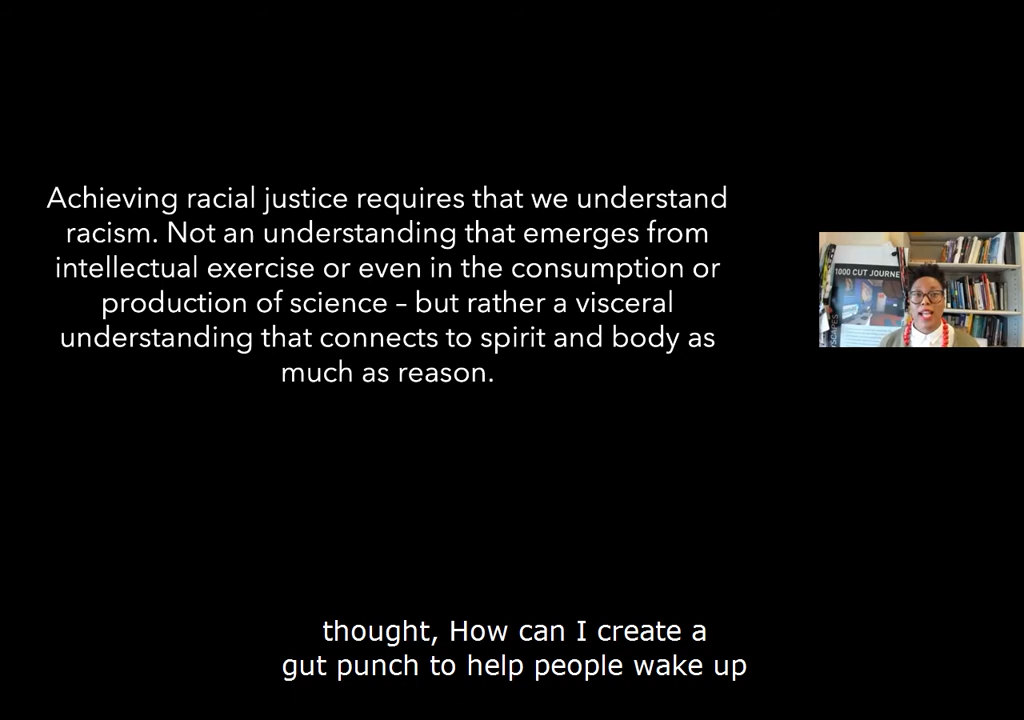 Achieving racial justice requires that we understand
racism. Not an understanding that emerges from
intellectual exercise or even in the consumption or
production of science – but rather a visceral
understanding that connects to spirit and body as
much as reason.
1000 CUT JOURNE
thought, How can I create a
gut punch to help people wake up